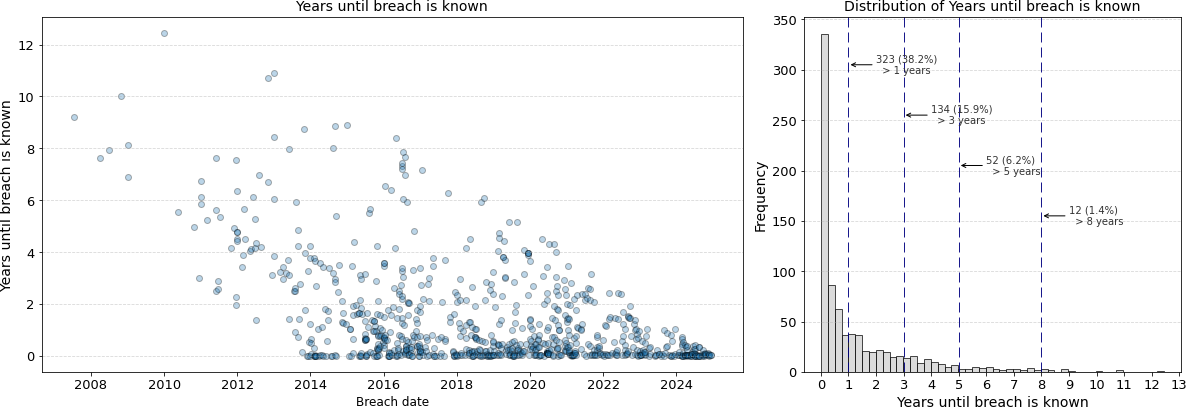 Years until breach is known
Years until breach is known
12
10
8
6
4
2
0
2008 2010 2012 2014 2016 2018 2020 2022 2024
Breach date
Distribution of Years until breach is known
Frequency
350
300
250
200
150
100
50
0
323 (38.2%)
> 1 years
134 (15.9%)
> 3 years
52 (6.2%)
> 5 years
12 (1.4%)
> 8 years
0 1 2 3 4 5 6 7 8 9 10 11 12 13
Years until breach is known